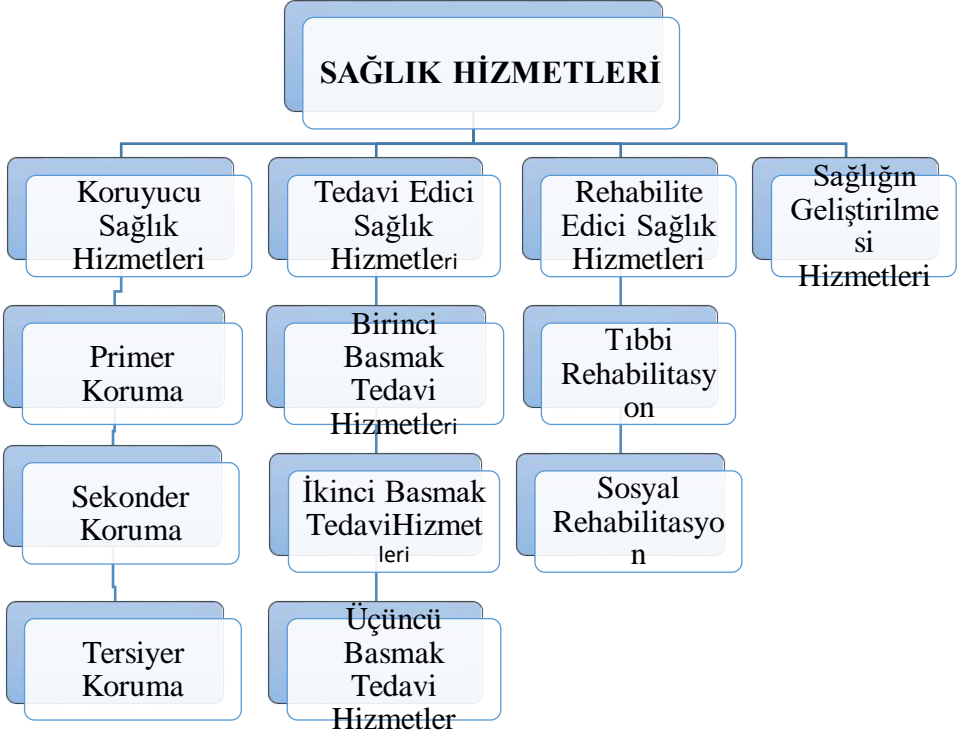 SAĞLIK HİZMETLERİ
Koruyucu
Sağlık
Hizmetleri
Tedavi Edici
Sağlık
Hizmetleri
Rehabilite
Edici Sağlık
Hizmetleri
Sağlığın
Geliştirilme
si
Hizmetleri
Primer
Koruma
Birinci
Basmak
Tedavi
Hizmetleri
Tıbbi
Rehabilitasy
on
Sekonder
Koruma
İkinci Basmak
TedaviHizmet
leri
Sosyal
Rehabilitasyo
n
Tersiyer
Koruma
Üçüncü
Basmak
Tedavi
Hizmetler